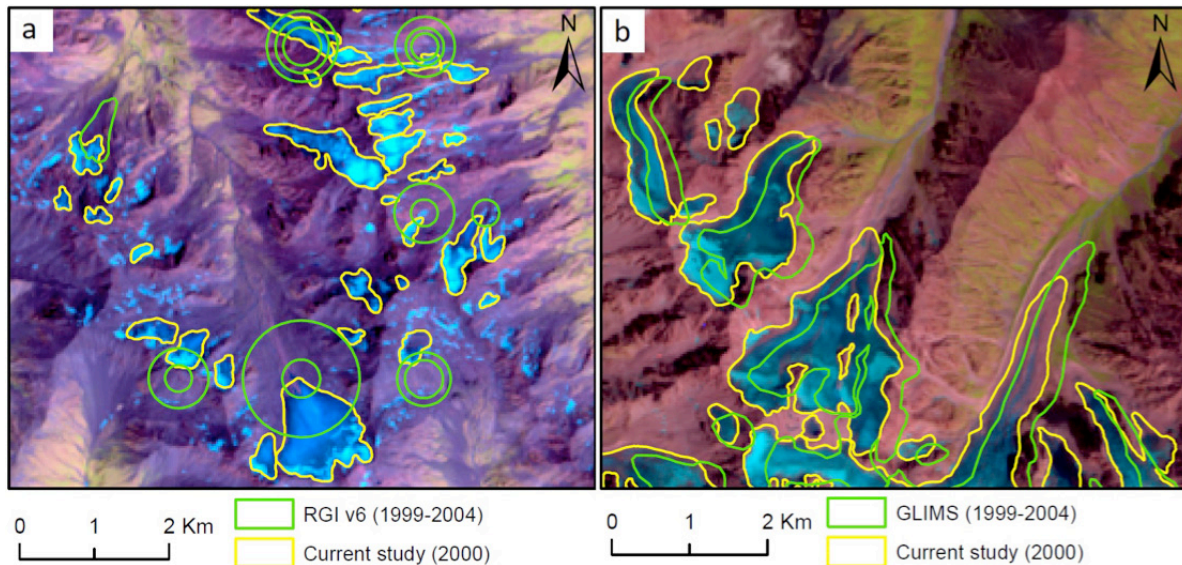 a
N
b
N
0 1 2 Km
RGI v6 (1999-2004)
Current study (2000)
0 1 2 Km
GLIMS (1999-2004)
Current study (2000)